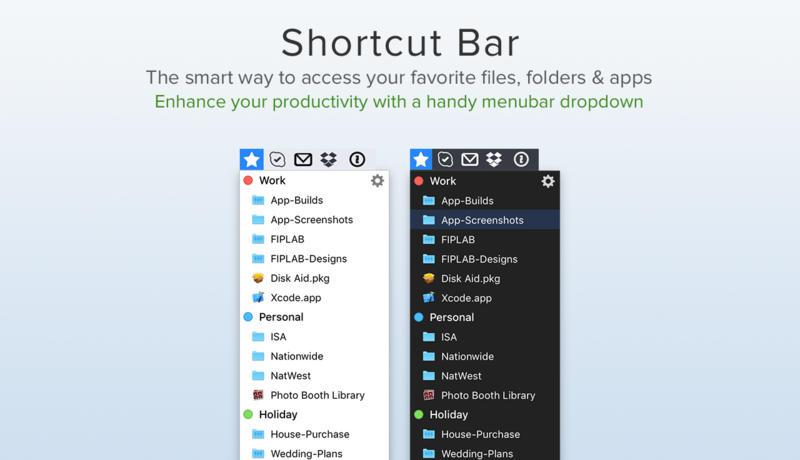 Shortcut Bar
The smart way to access your favorite files, folders & apps
Enhance your productivity with a handy menubar dropdown
Work
App-Builds
App-Screenshots
FIPLAB
FIPLAB-Designs
Disk Aid.pkg
Xcode.app
Personal
ISA
Nationwide
NatWest
Photo Booth Library
Holiday
House-Purchase
Wedding-Plans
Work
App-Builds
App-Screenshots
FIPLAB
FIPLAB-Designs
Disk Aid.pkg
Xcode.app
Personal
ISA
Nationwide
NatWest
Photo Booth Library
Holiday
House-Purchase
Wedding-Plans